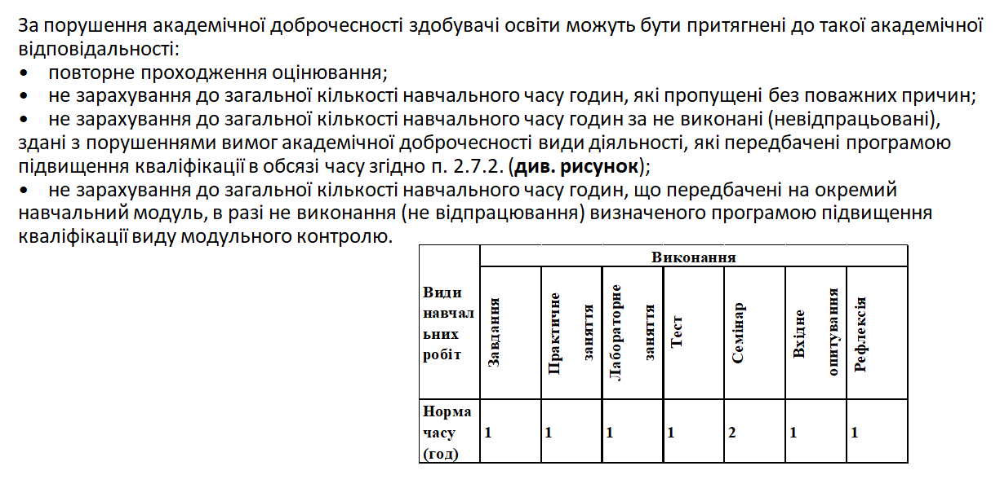 За порушення академічної доброчесності здобувачі освіти можуть бути притягнені до такої академічної
відповідальності:
• повторне проходження оцінювання;
• не зарахування до загальної кількості навчального часу годин, які пропущені без поважних причин;
• не зарахування до загальної кількості навчального часу годин за не виконані (невідпрацьовані),
здані з порушеннями вимог академічної доброчесності види діяльності, які передбачені програмою
підвищення кваліфікації в обсязі часу згідно п. 2.7.2. (див. рисунок);
• не зарахування до загальної кількості навчального часу годин, що передбачені на окремий
навчальний модуль, в разі не виконання (не відпрацювання) визначеного програмою підвищення
кваліфікації виду модульного контролю.
Виконання
Види
навчал
ьних
робіт
Завдання
Практичне
заняття
Лабораторне
заняття
Тест
Семінар
Вхідне
опитування
Рефлексія
Норма
часу
(год)
1 1 1 1 2 1 1